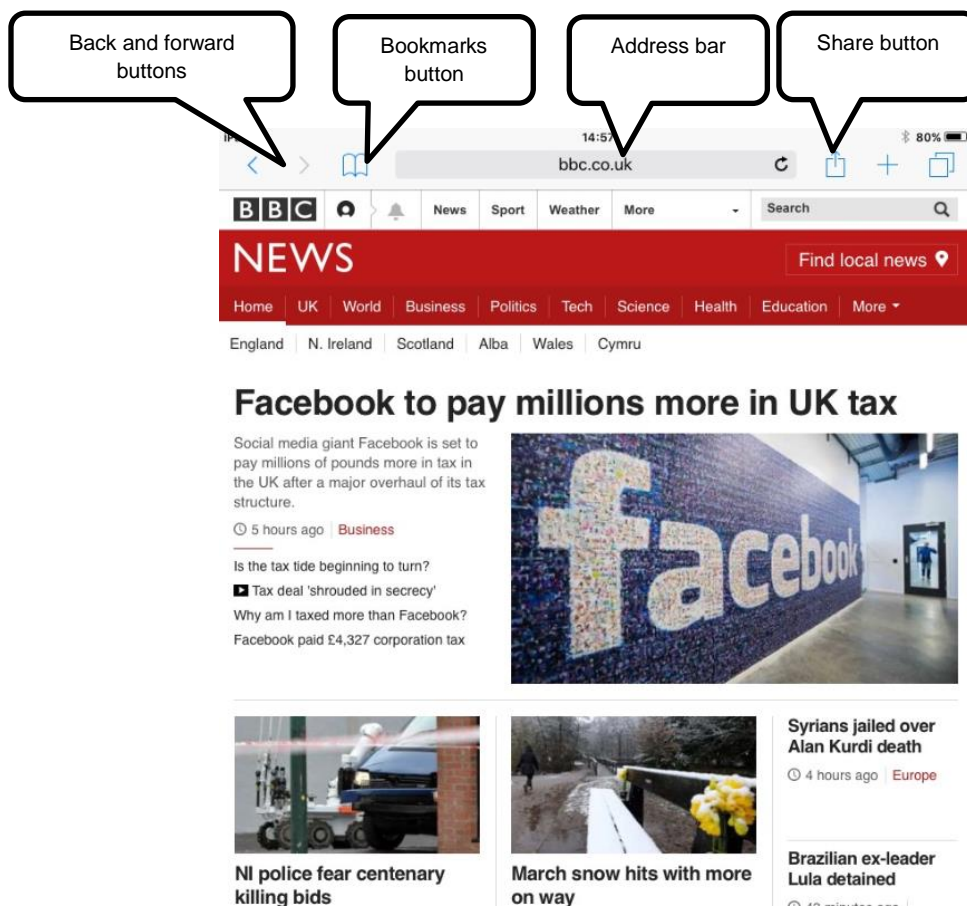 Back and forward
buttons
Bookmarks
button
Address bar
Share button
14:57
80%
bbc.co.uk
BBC
News
Sport
Weather
More
Search
NEWS
Find local news
Home
UK
World
Business
Politics
Tech
Science
Health
Education
More
England
N. Ireland
Scotland
Alba
Wales
Cymru
Facebook to pay millions more in UK tax
Social media giant Facebook is set to
pay millions of pounds more in tax in
the UK after a major overhaul of its tax
structure.
5 hours ago
Business
Is the tax tide beginning to turn?
Tax deal 'shrouded in secrecy'
Why am I taxed more than Facebook?
Facebook paid £4,327 corporation tax
facebook
NI police fear centenary
killing bids
March snow hits with more
on way
Syrians jailed over
Alan Kurdi death
4 hours ago
Europe
Brazilian ex-leader
Lula detained
minutes ago